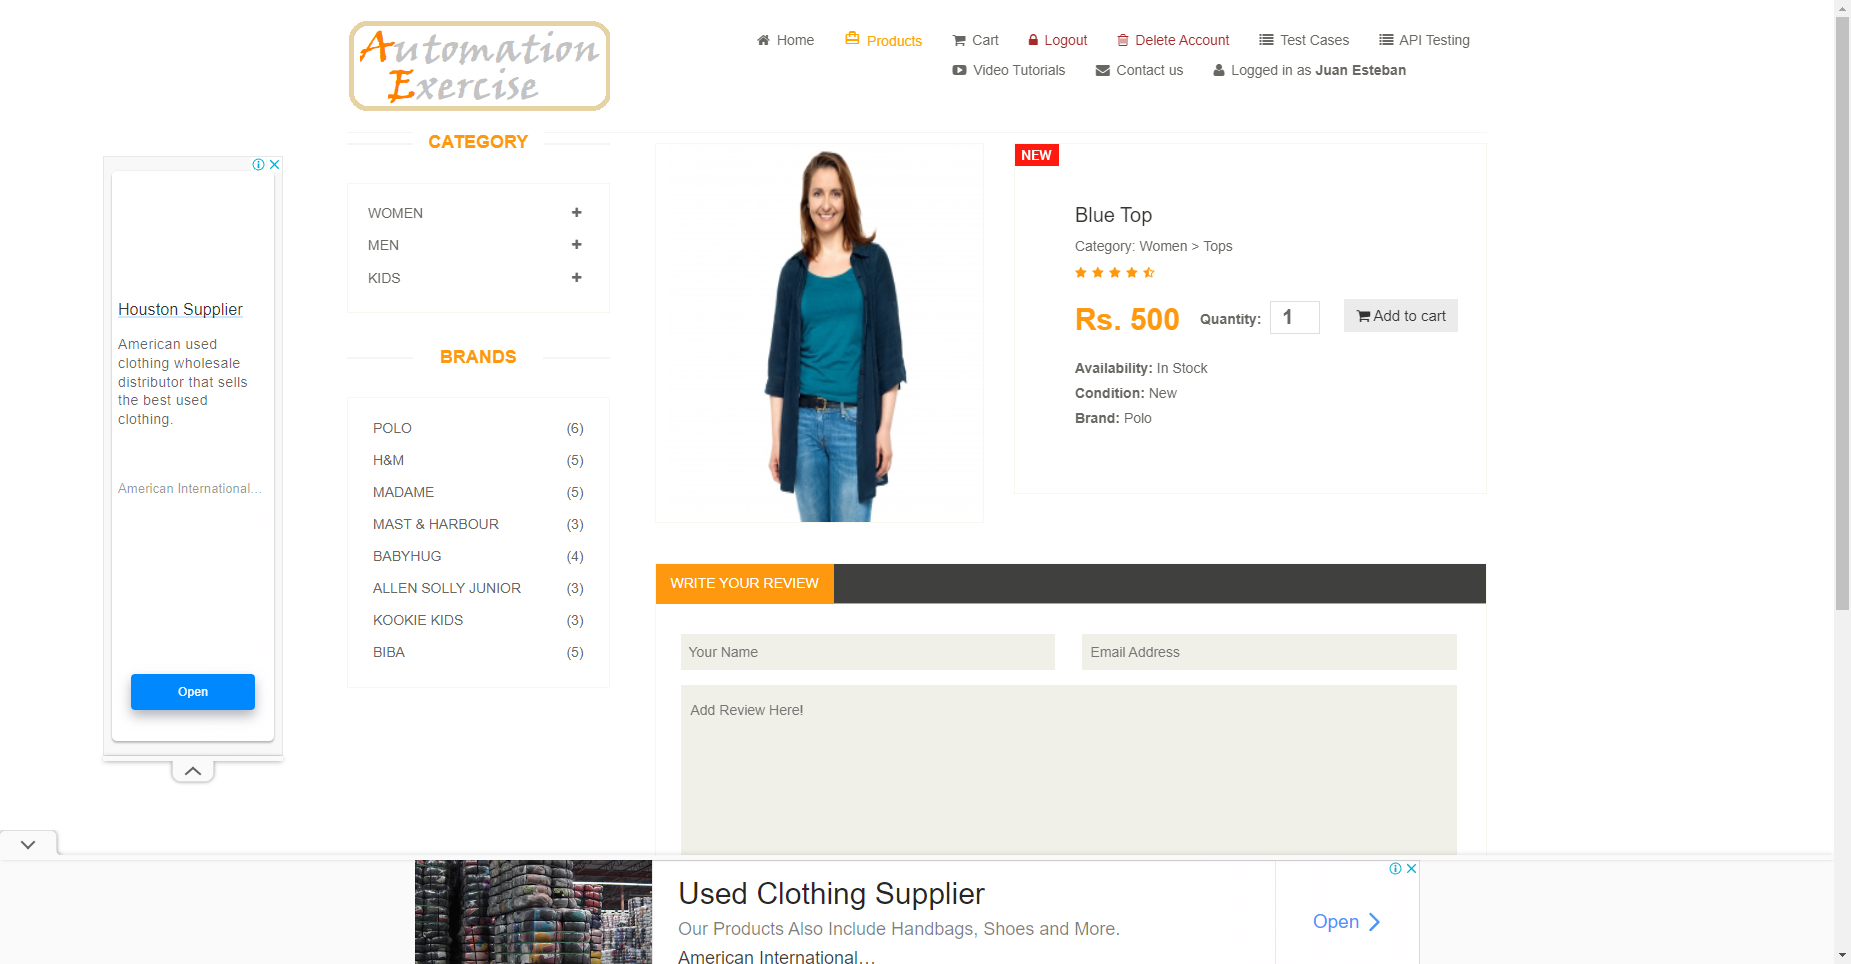 Automation
Exercise
Home
Products
Cart
Logout
Delete Account
Test Cases
API Testing
Video Tutorials
Contact us
Logged in as Juan Esteban
Houston Supplier
American used
clothing wholesale
distributor that sells
the best used
clothing.
American International...
Open
CATEGORY
WOMEN
MEN
KIDS
BRANDS
POLO (6)
H&M (5)
MADAME (5)
MAST & HARBOUR (3)
BABYHUG (4)
ALLEN SOLLY JUNIOR (3)
KOOKIE KIDS (3)
BIBA (5)
NEW
Blue Top
Category: Women > Tops
Rs. 500 Quantity: 1 Add to cart
Availability: In Stock
Condition: New
Brand: Polo
WRITE YOUR REVIEW
Your Name
Email Address
Add Review Here!
Used Clothing Supplier
Our Products Also Include Handbags, Shoes and More.
American International...
Open